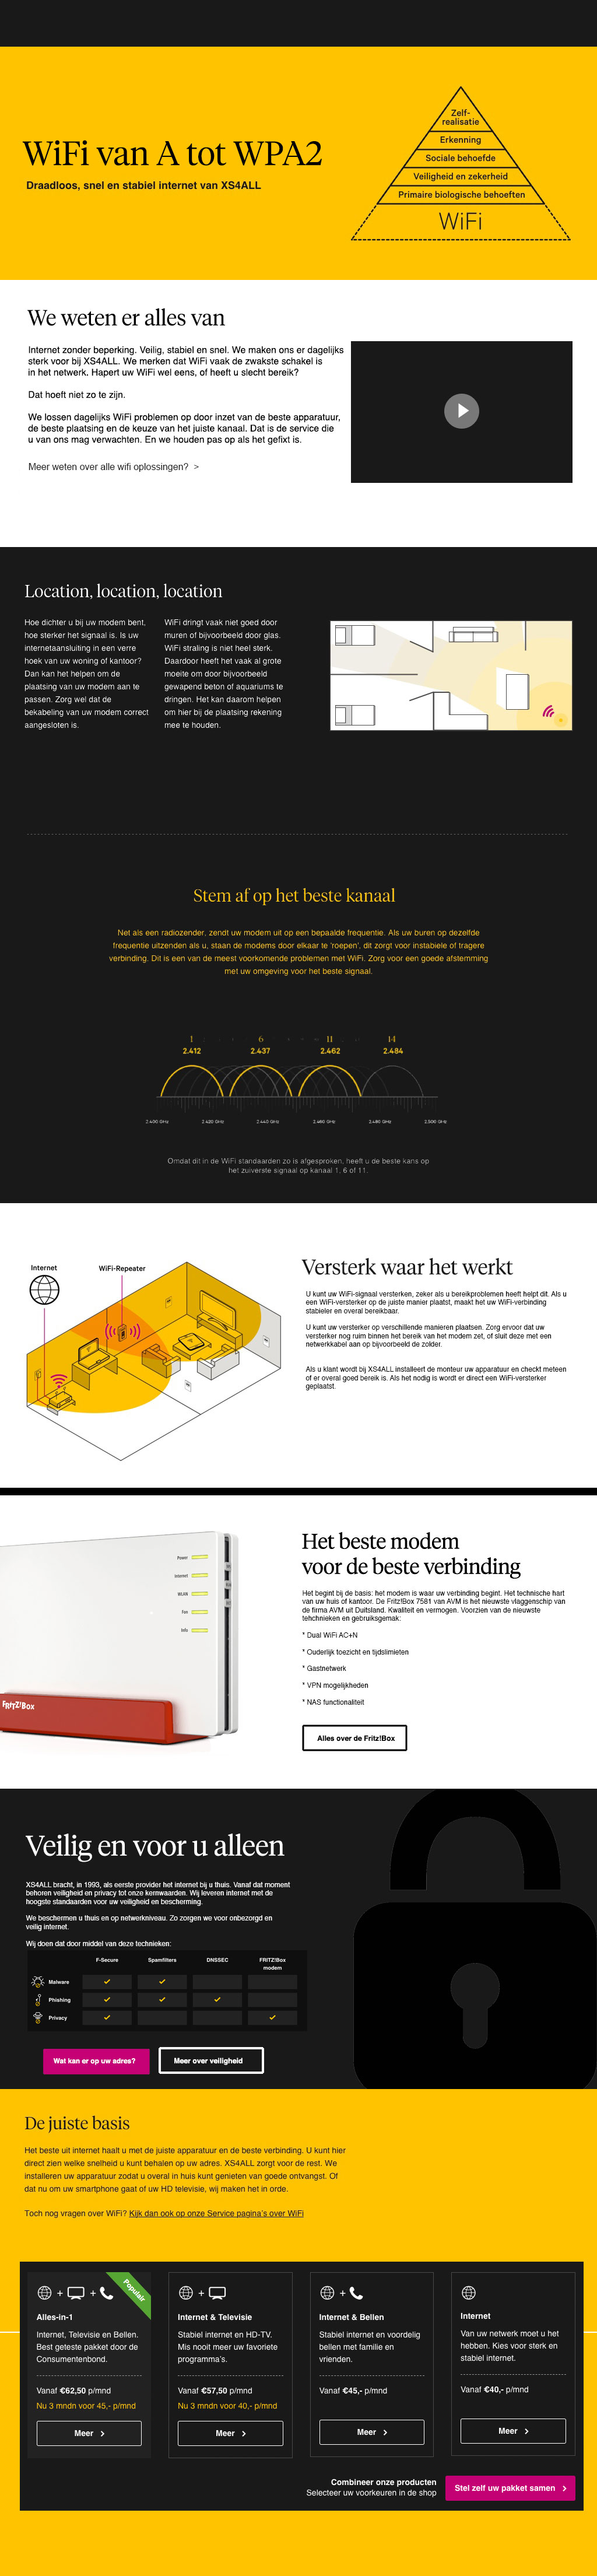 WiFi van A tot WPA2
Draadloos, snel en stabiel internet van XS4ALL
Zelf-
realisatie
Erkenning
Sociale behoefde
Veiligheid en zekerheid
Primaire biologische behoeften
WiFi
We weten er alles van
Internet zonder beperking. Veilig, stabiel en snel. We maken ons er dagelijks
sterk voor bij XS4ALL. We merken dat WiFi vaak de zwakste schakel is
in het netwerk. Hapert uw WiFi wel eens, of heeft u slecht bereik?
Dat hoeft niet zo te zijn.
We lossen dagelijks WiFi problemen op door inzet van de beste apparatuur,
de beste plaatsing en de keuze van het juiste kanaal. Dat is de service die
u van ons mag verwachten. En we houden pas op als het gefixt is.
Meer weten over alle wifi oplossingen? >
Location, location, location
Hoe dichter u bij uw modem bent,
hoe sterker het signaal is. Is uw
internetaansluiting in een verre
hoek van uw woning of kantoor?
Dan kan het helpen om de
plaatsing van uw modem aan te
passen. Zorg wel dat de
bekabeling van uw modem correct
aangesloten is.
WiFi dringt vaak niet goed door
muren of bijvoorbeeld door glas.
WiFi straling is niet heel sterk.
Daardoor heeft het vaak al grote
moeite om door bijvoorbeeld
gewapend beton of aquariums te
dringen. Het kan daarom helpen
om hier bij de plaatsing rekening
mee te houden.
Stem af op het beste kanaal
Net als een radiozender, zendt uw modem uit op een bepaalde frequentie. Als uw buren op dezelfde
frequentie uitzenden als u, staan de modems door elkaar te 'roepen', dit zorgt voor instabiele of tragere
verbinding. Dit is een van de meest voorkomende problemen met WiFi. Zorg voor een goede afstemming
met uw omgeving voor het beste signaal.
1 6 11 14
2.412 2.437 2.462 2.484
2.400 GHz 2.420 GHz 2.440 GHz 2.460 GHz 2.480 GHz 2.500 GHz
Omdat dit in de WiFi standaarden zo is afgesproken, heeft u de beste kans op
het zuiverste signaal op kanaal 1, 6 of 11.
Internet
WiFi-Repeater
Versterk waar het werkt
U kunt uw WiFi-signaal versterken, zeker als u bereikproblemen heeft helpt dit. Als u
een WiFi-versterker op de juiste manier plaatst, maakt het uw WiFi-verbinding
stabieler en overal bereikbaar.
U kunt uw versterker op verschillende manieren plaatsen. Zorg ervoor dat uw
versterker nog ruim binnen het bereik van het modem zet, of sluit deze met een
netwerkkabel aan op bijvoorbeeld de zolder.
Als u klant wordt bij XS4ALL installeert de monteur uw apparatuur en checkt meteen
of er overal goed bereik is. Als het nodig is wordt er direct een WiFi-versterker
geplaatst.
Power
Internet
WLAN
Fon
Info
FRITZ!Box
Het beste modem
voor de beste verbinding
Het begint bij de basis: het modem is waar uw verbinding begint. Het technische hart
van uw huis of kantoor. De Fritz!Box 7581 van AVM is het nieuwste vlaggenschip van
de firma AVM uit Duitsland. Kwaliteit en vermogen. Voorzien van de nieuwste
tehchnieken en gebruiksgemak:
* Dual WiFi AC+N
* Ouderlijk toezicht en tijdslimieten
* Gastnetwerk
* VPN mogelijkheden
* NAS functionaliteit
Alles over de Fritz!Box
Veilig en voor u alleen
XS4ALL bracht, in 1993, als eerste provider het internet bij u thuis. Vanaf dat moment
behoren veiligheid en privacy tot onze kernwaarden. Wij leveren internet met de
hoogste standaarden voor uw veiligheid en bescherming.
We beschermen u thuis en op netwerkniveau. Zo zorgen we voor onbezorgd en
veilig internet.
Wij doen dat door middel van deze technieken:
F-Secure Spamfilters DNSSEC FRITZ!Box
modem
Malware
Phishing
Privacy
Wat kan er op uw adres?
Meer over veiligheid
De juiste basis
Het beste uit internet haalt u met de juiste apparatuur en de beste verbinding. U kunt hier
direct zien welke snelheid u kunt behalen op uw adres. XS4ALL zorgt voor de rest. We
installeren uw apparatuur zodat u overal in huis kunt genieten van goede ontvangst. Of
dat nu om uw smartphone gaat of uw HD televisie, wij maken het in orde.
Toch nog vragen over WiFi? Kijk dan ook op onze Service pagina's over WiFi
+ +
Populair
Alles-in-1
Internet, Televisie en Bellen.
Best geteste pakket door de
Consumentenbond.
Vanaf €62,50 p/mnd
Nu 3 mndn voor 45,- p/mnd
Meer >
+
Internet & Televisie
Stabiel internet en HD-TV.
Mis nooit meer uw favoriete
programma's.
Vanaf €57,50 p/mnd
Nu 3 mndn voor 40,- p/mnd
Meer >
+
Internet & Bellen
Stabiel internet en voordelig
bellen met familie en
vrienden.
Vanaf €45,- p/mnd
Meer >
Internet
Van uw netwerk moet u het
hebben. Kies voor sterk en
stabiel internet.
Vanaf €40,- p/mnd
Meer >
Combineer onze producten
Selecteer uw voorkeuren in de shop
Stel zelf uw pakket samen >